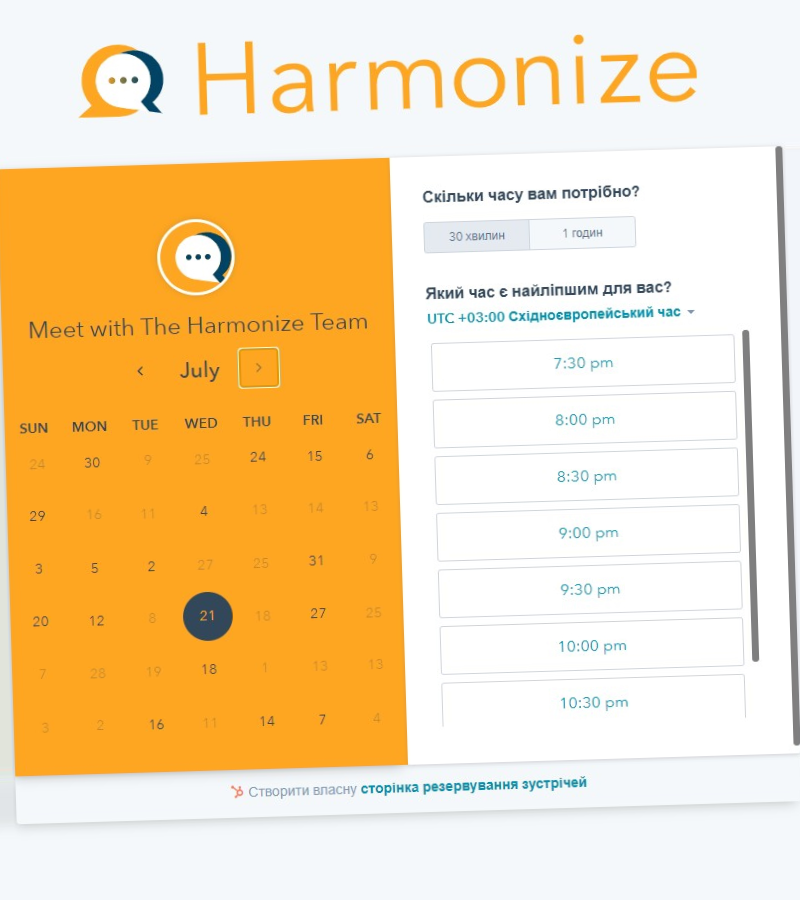 Harmonize
Meet with The Harmonize Team
July
SUN MON TUE WED THU FRI SAT
24 30 9 25 24 15 6
29 16 11 4 13 14 13
3 5 2 27 25 31 9
20 12 8 21 18 27 25
7 28 19 18 1 13 13
3 2 16 11 14 7 4
Скільки часу вам потрібно?
30 хвилин 1 годин
Який час є найліпшим для вас?
UTC +03:00 Східноєвропейський час
7:30 pm
8:00 pm
8:30 pm
9:00 pm
9:30 pm
10:00 pm
10:30 pm
Створити власну сторінка резервування зустрічей